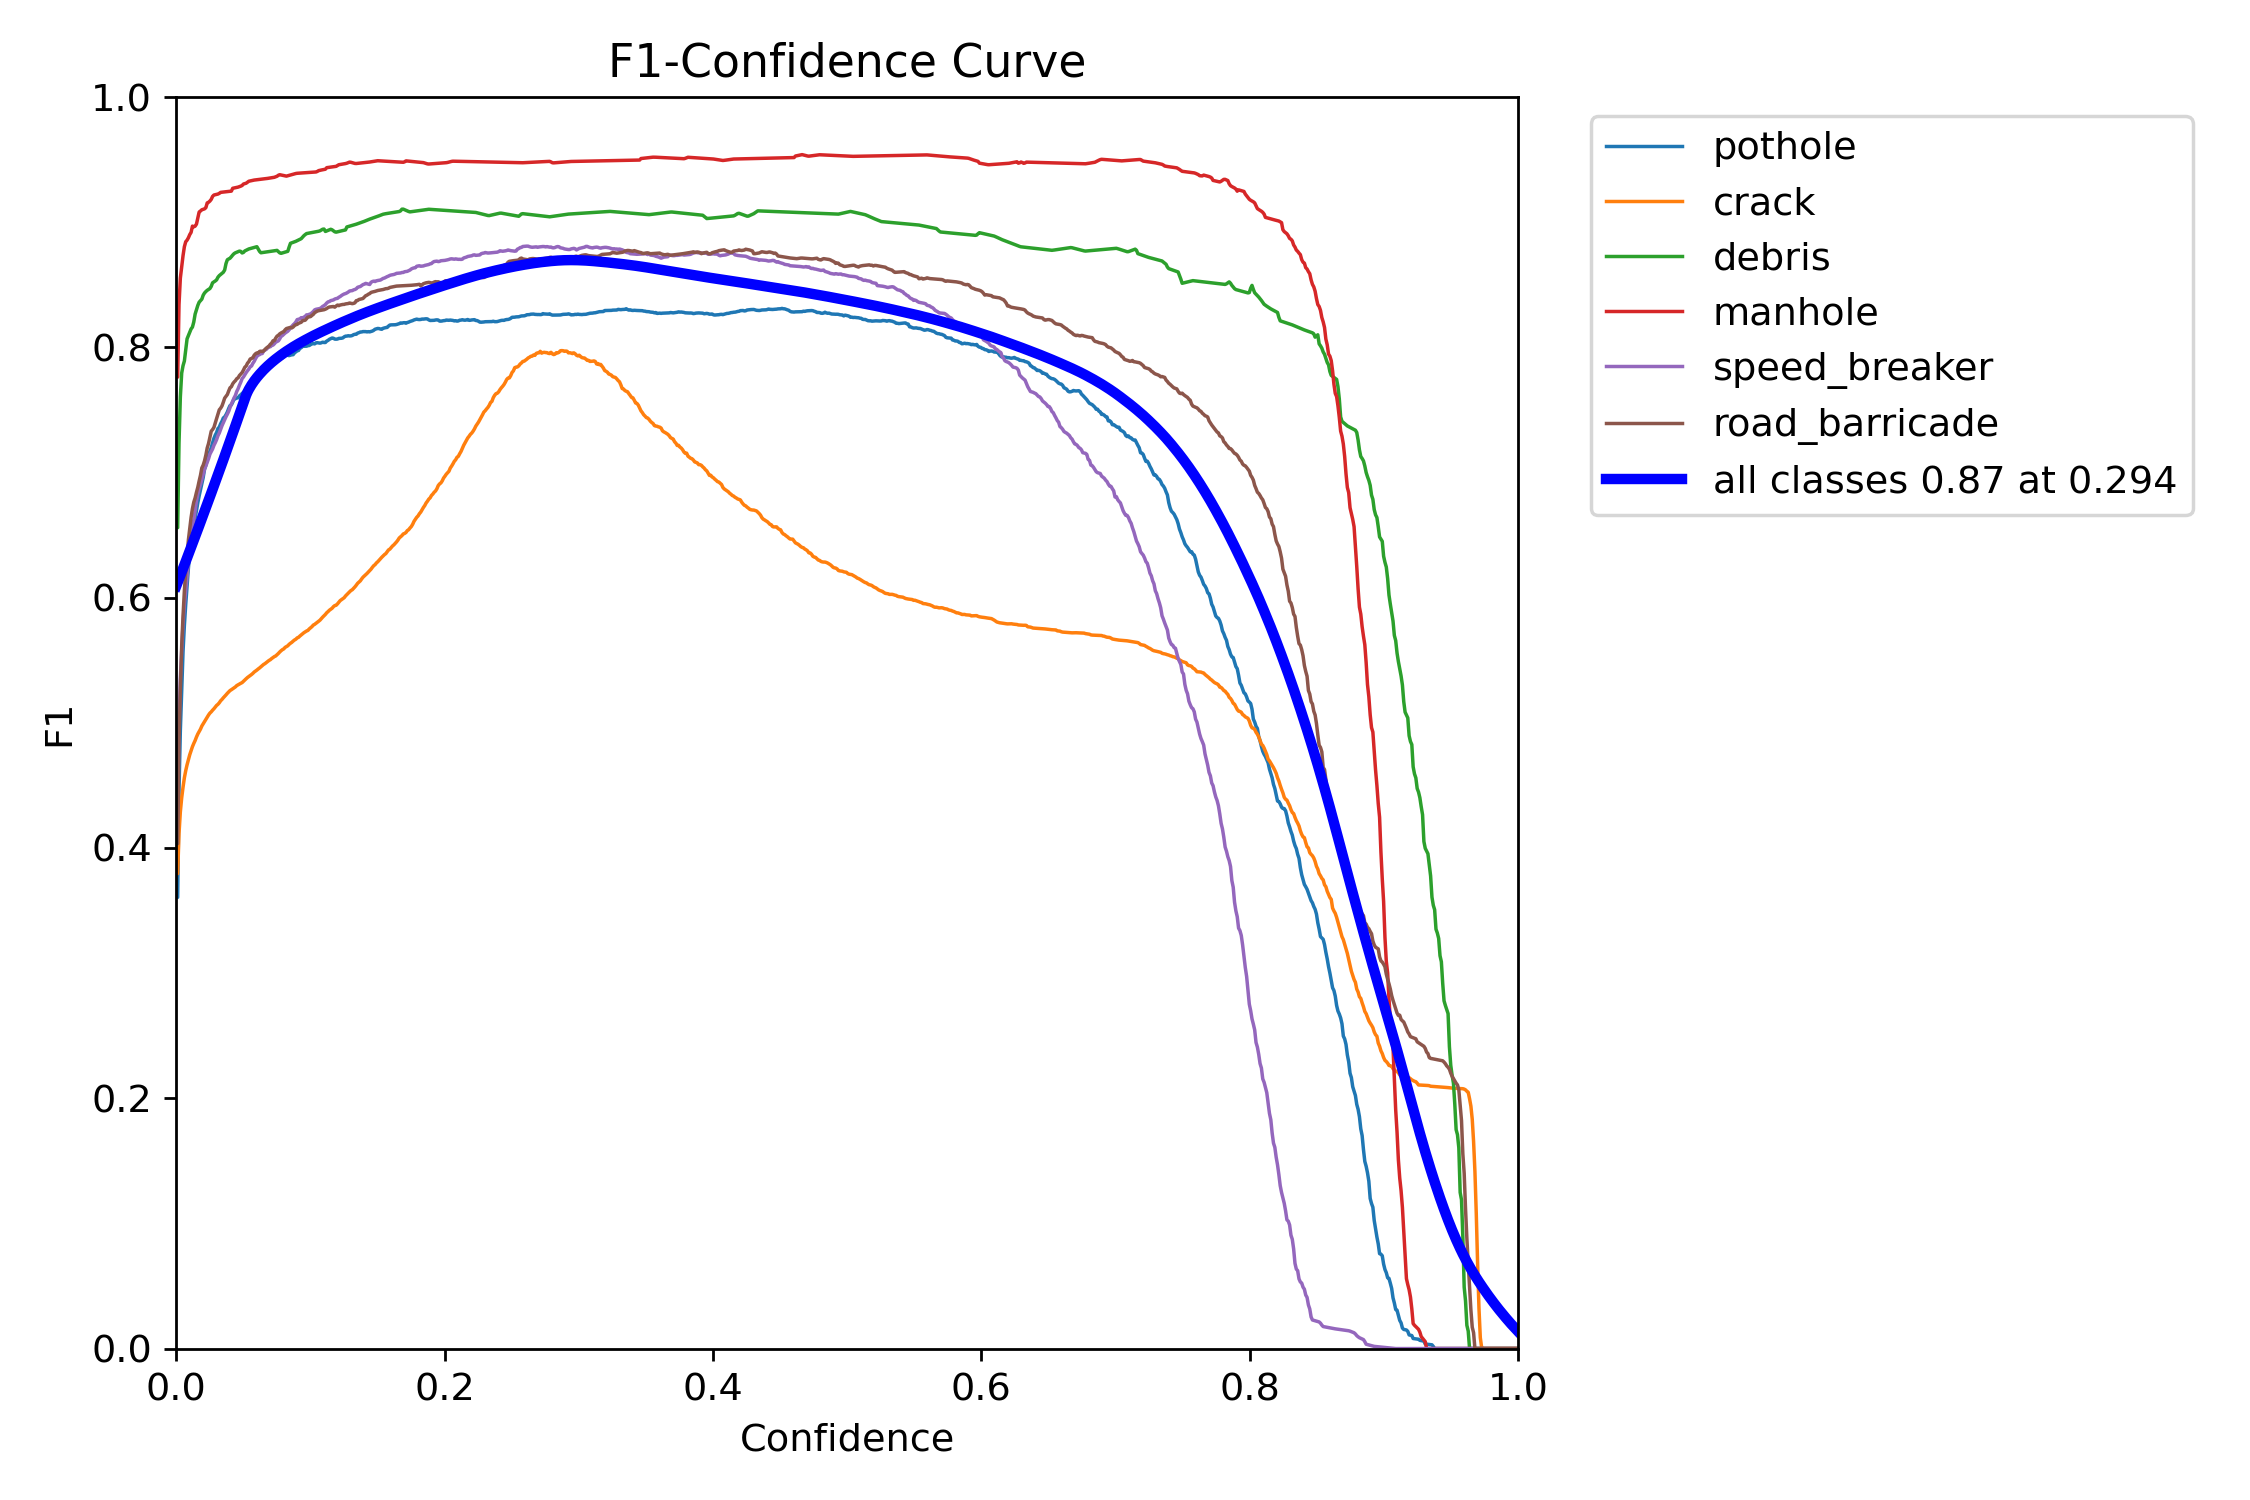 F1-Confidence Curve
1.0
0.8
0.6
0.4
0.2
0.0
F1
0.0 0.2 0.4 0.6 0.8 1.0
Confidence
pothole
crack
debris
manhole
speed_breaker
road_barricade
all classes 0.87 at 0.294